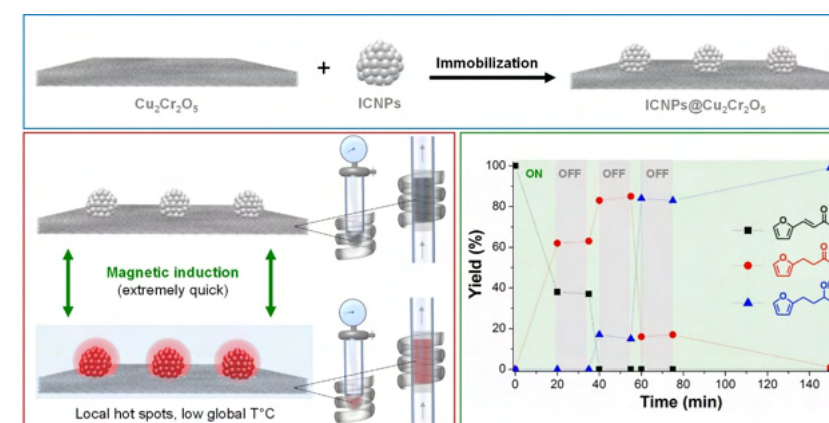 Immobilization
+
Cu₂Cr₂O₅
ICNPs
ICNPs@Cu₂Cr₂O₅
Magnetic induction
(extremely quick)
Local hot spots, low global T°C
ON OFF OFF OFF
100
80
60
40
20
0
Yield (%)
0 20 40 60 80 100 120 140
Time (min)
O
O
O
O
O